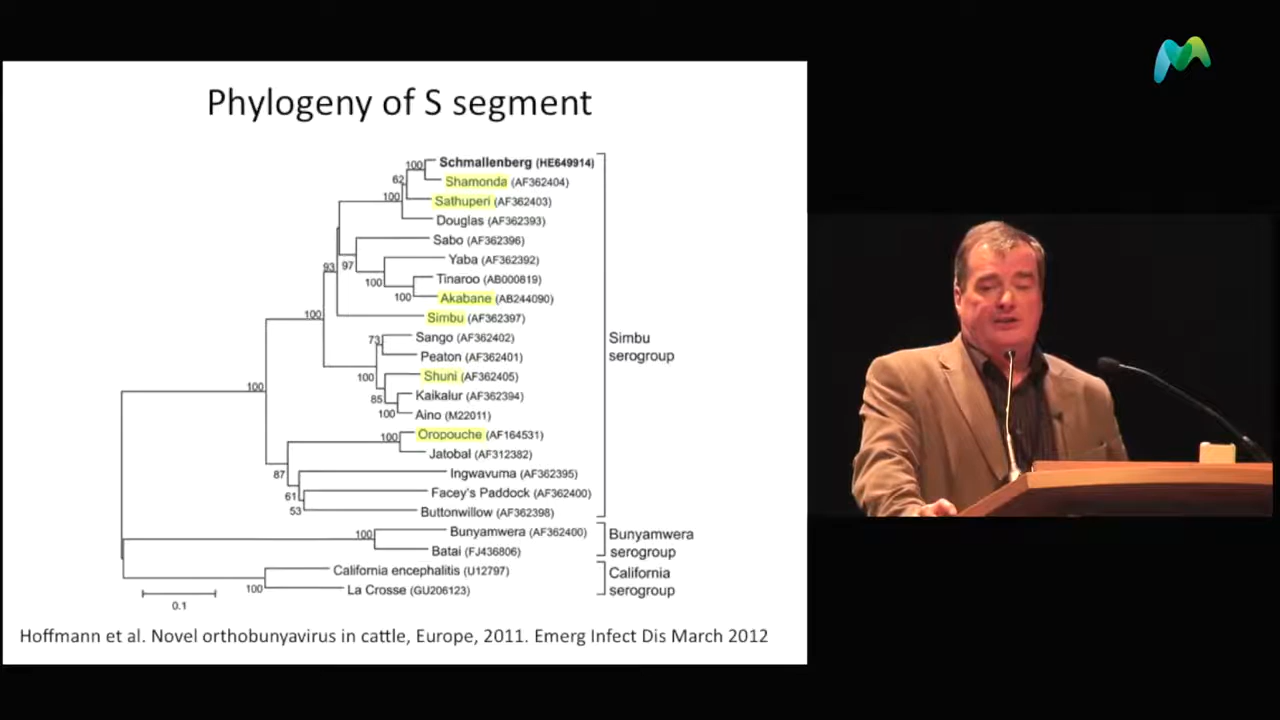 Phylogeny of S segment
Schmallenberg (HE649914)
Shamonda (AF362404)
Sathuperi (AF362403)
Douglas (AF362393)
Sabo (AF362396)
Yaba (AF362392)
Tinaroo (AB000819)
Akabane (AB244090)
Simbu (AF362397)
Sango (AF362402)
Peaton (AF362401)
Shuni (AF362405)
Kaikalur (AF362394)
Aino (M22011)
Oropouche (AF164531)
Jatobal (AF312382)
Ingwavuma (AF362395)
Facey's Paddock (AF362400)
Buttonwillow (AF362398)
Bunyamwera (AF362400)
Batai (FJ436806)
California encephalitis (U12797)
La Crosse (GU206123)
Simbu
serogroup
Bunyamwera
serogroup
California
serogroup
100
62
100
93
97
100
100
100
73
100
85
100
100
100
87
61
53
100
100
0.1
Hoffmann et al. Novel orthobunyavirus in cattle, Europe, 2011. Emerg Infect Dis March 2012